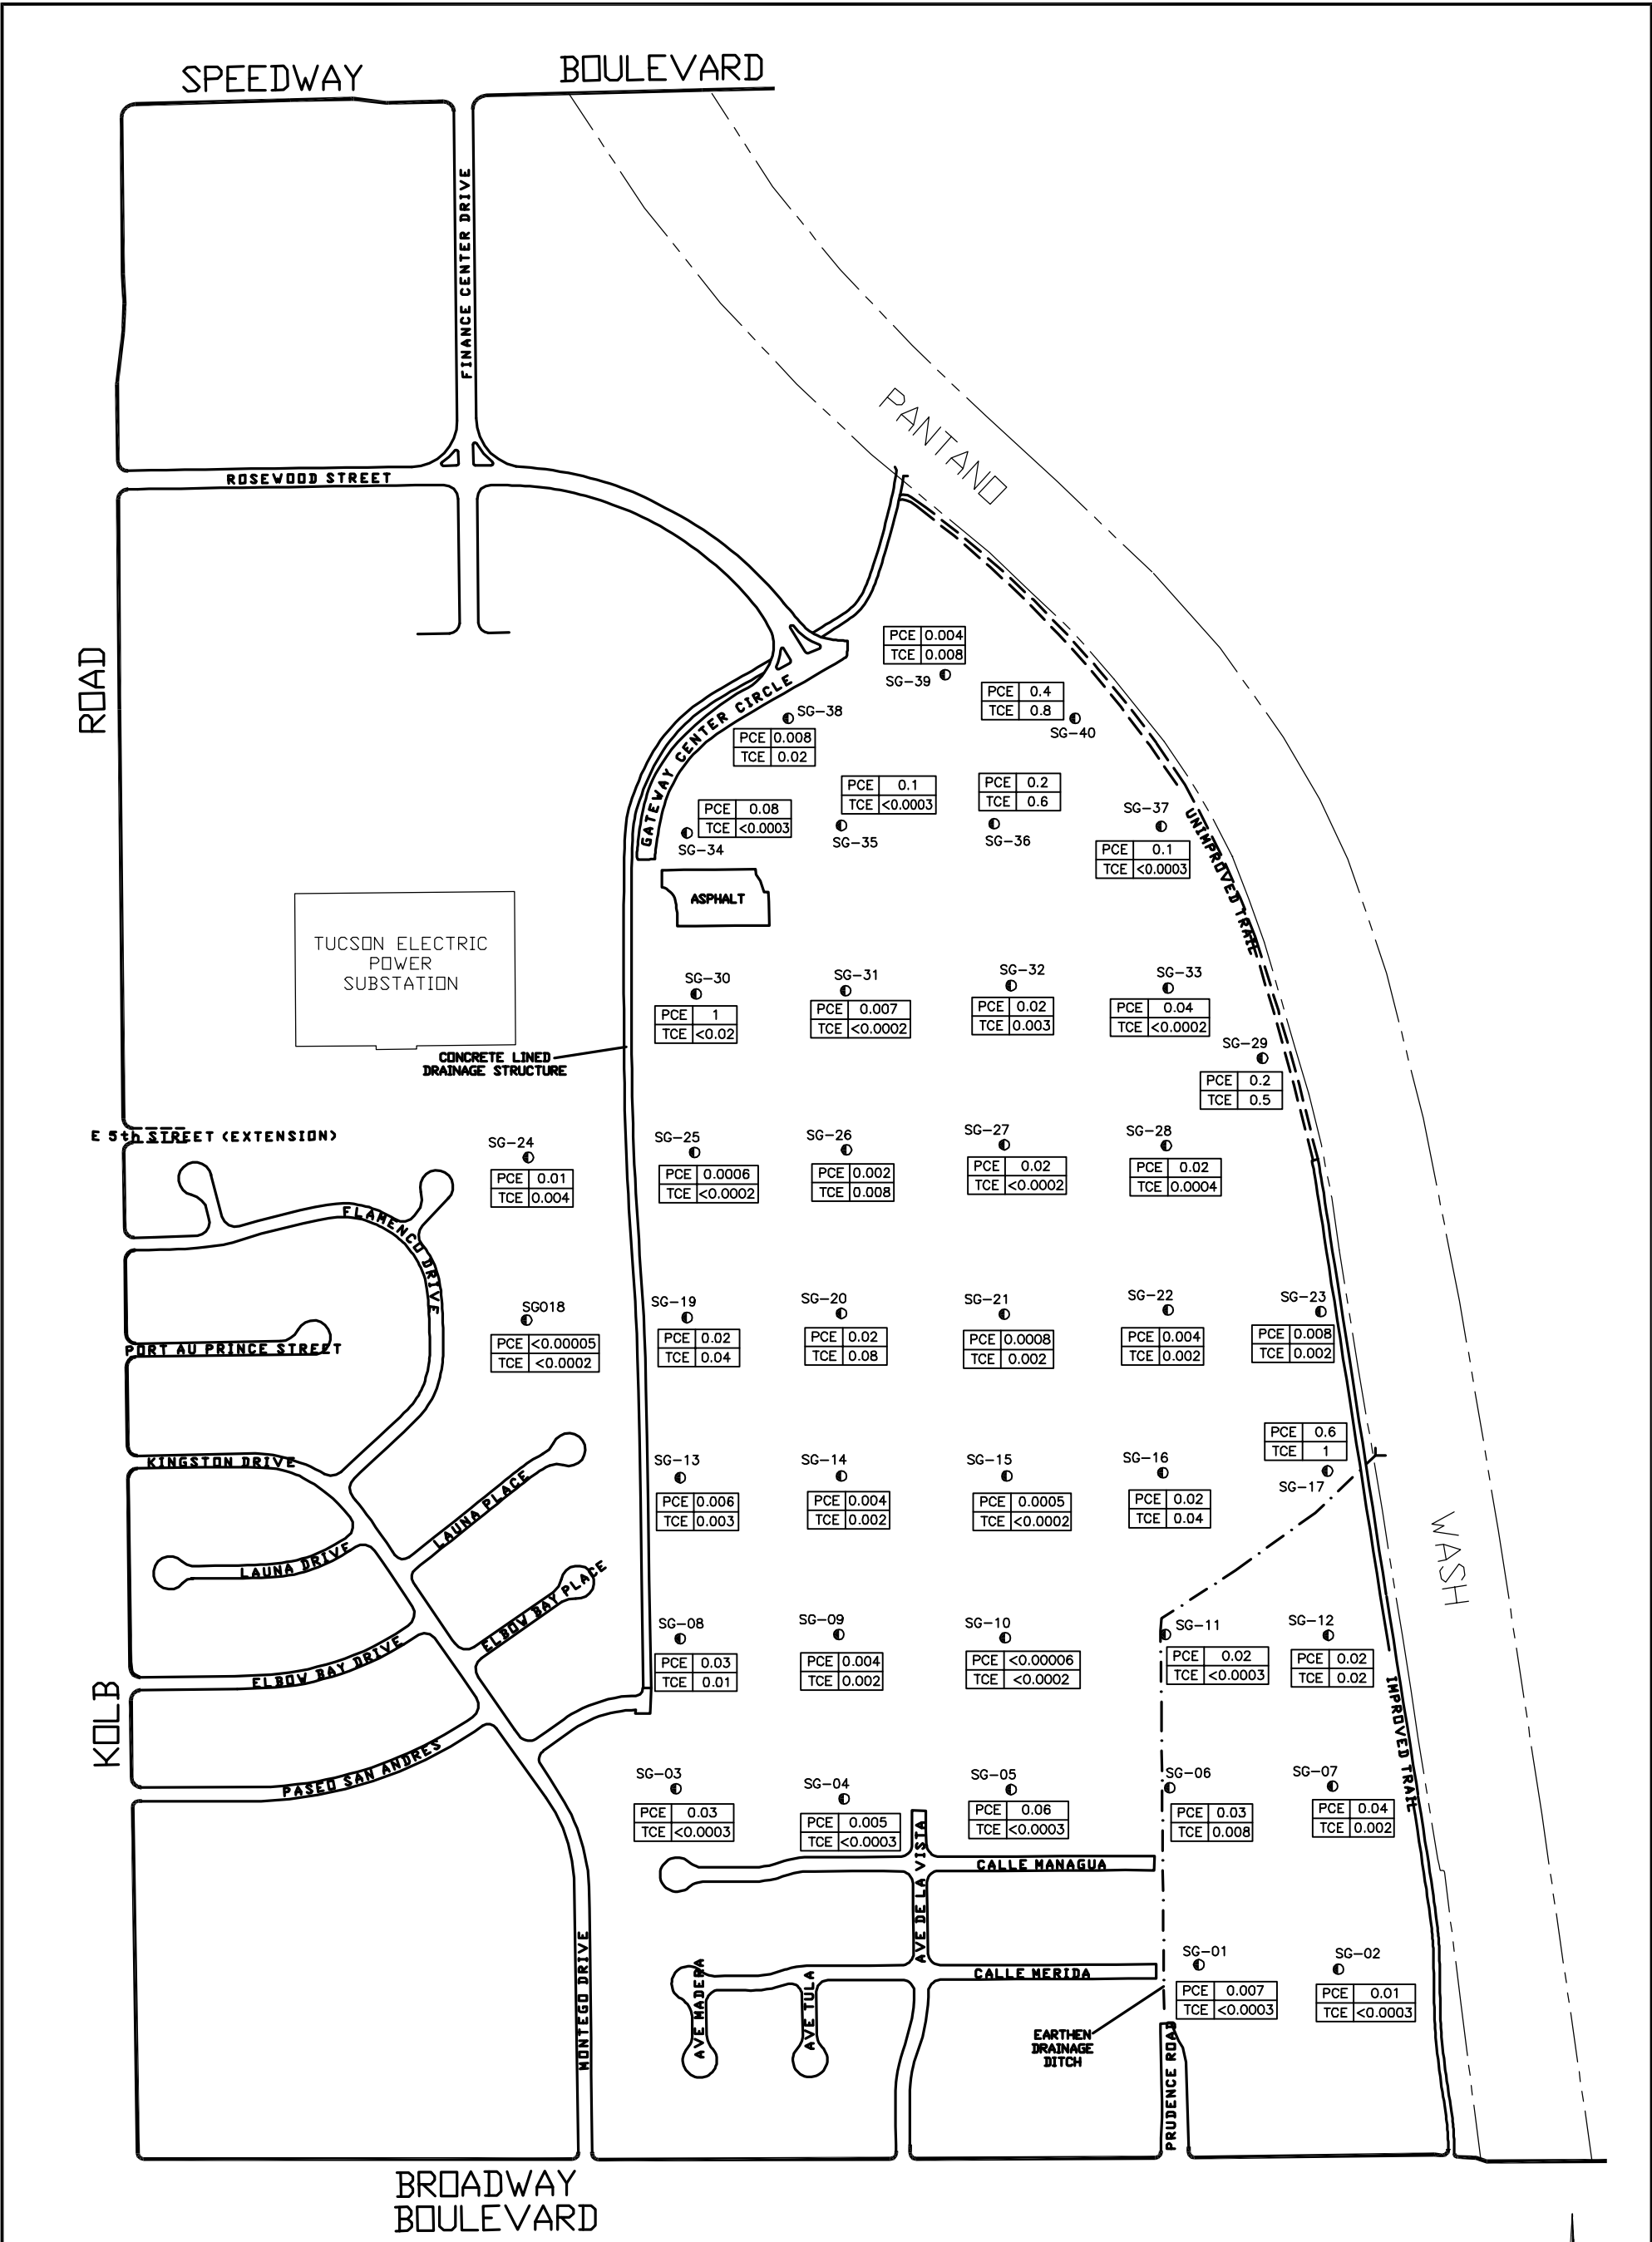 SPEEDWAY BOULEVARD
FINANCE CENTER DRIVE
PANTANO
ROSEWOOD STREET
ROAD
PCE 0.004
TCE 0.008
SG-39
PCE 0.4
TCE 0.8
SG-40
GATEWAY CENTER CIRCLE
SG-38
PCE 0.008
TCE 0.02
PCE 0.08
TCE <0.0003
SG-34
PCE 0.1
TCE <0.0003
SG-35
PCE 0.2
TCE 0.6
SG-36
SG-37
PCE 0.1
TCE <0.0003
UNIMPROVED TRAIL
ASPHALT
TUCSON ELECTRIC
POWER
SUBSTATION
SG-30
PCE 1
TCE <0.02
SG-31
PCE 0.007
TCE <0.0002
SG-32
PCE 0.02
TCE 0.003
SG-33
PCE 0.04
TCE <0.0002
CONCRETE LINED
DRAINAGE STRUCTURE
SG-29
PCE 0.2
TCE 0.5
E 5th STREET (EXTENSION)
SG-24
PCE 0.01
TCE 0.004
SG-25
PCE 0.0006
TCE <0.0002
SG-26
PCE 0.002
TCE 0.008
SG-27
PCE 0.02
TCE <0.0002
SG-28
PCE 0.02
TCE 0.0004
FLAMENCO DRIVE
SG018
PCE <0.00005
TCE <0.0002
SG-19
PCE 0.02
TCE 0.04
SG-20
PCE 0.02
TCE 0.08
SG-21
PCE 0.0008
TCE 0.002
SG-22
PCE 0.004
TCE 0.002
SG-23
PCE 0.008
TCE 0.002
PORT AU PRINCE STREET
KINGSTON DRIVE
SG-13
PCE 0.006
TCE 0.003
SG-14
PCE 0.004
TCE 0.002
SG-15
PCE 0.0005
TCE <0.0002
SG-16
PCE 0.02
TCE 0.04
PCE 0.6
TCE 1
SG-17
LAUNA PLACE
LAUNA DRIVE
WASH
ELBOW BAY PLACE
ELBOW BAY DRIVE
SG-08
PCE 0.03
TCE 0.01
SG-09
PCE 0.004
TCE 0.002
SG-10
PCE <0.00006
TCE <0.0002
SG-11
PCE 0.02
TCE <0.0003
SG-12
PCE 0.02
TCE 0.02
KOLB
PASEO SAN ANDRES
IMPROVED TRAIL
SG-03
PCE 0.03
TCE <0.0003
SG-04
PCE 0.005
TCE <0.0003
SG-05
PCE 0.06
TCE <0.0003
SG-06
PCE 0.03
TCE 0.008
SG-07
PCE 0.04
TCE 0.002
CALLE MANAGUA
AVE DE LA VISTA
MONTEGO DRIVE
AVE MADERA
AVE TULA
CALLE MERIDA
SG-01
PCE 0.007
TCE <0.0003
SG-02
PCE 0.01
TCE <0.0003
EARTHEN
DRAINAGE
DITCH
PRUDENCE ROAD
BROADWAY
BOULEVARD